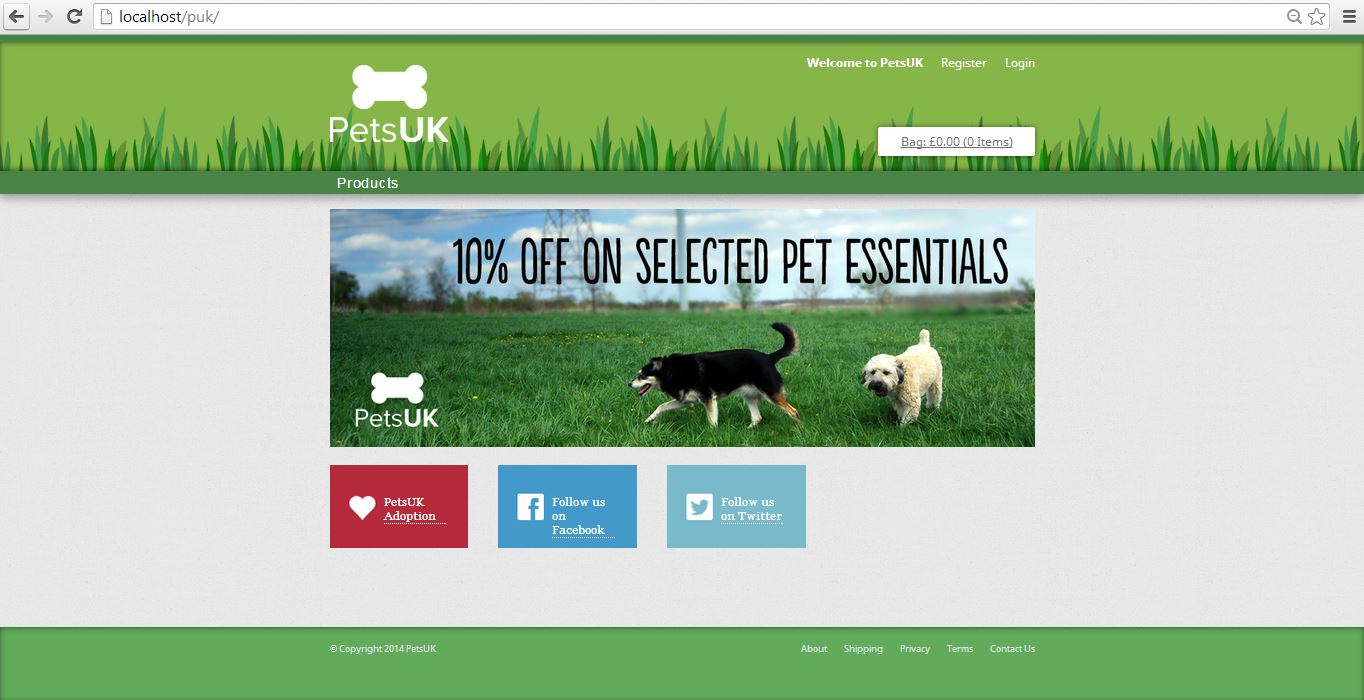 localhost/puk/
Welcome to PetsUK Register Login
PetsUK
Bag: £0.00 (0 Items)
Products
10% OFF ON SELECTED PET ESSENTIALS
PetsUK
PetsUK
Adoption
Follow us
on
Facebook
Follow us
on Twitter
© Copyright 2014 PetsUK
About Shipping Privacy Terms Contact Us